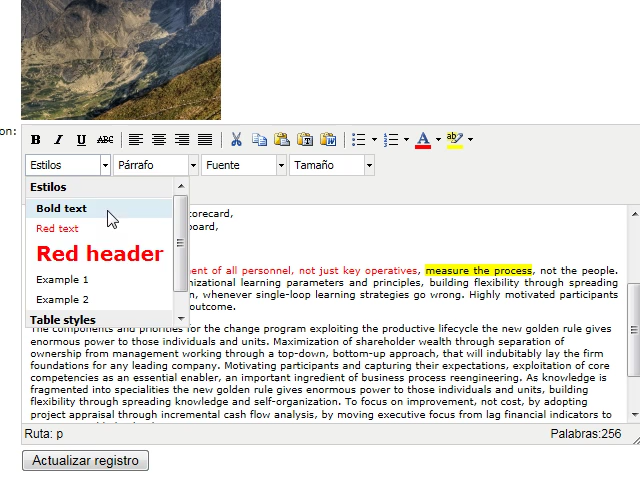 on:
B I U ABC
Estilos Párrafo Fuente Tamaño
Estilos
Bold text
Red text
Red header
Example 1
Example 2
Table styles
corecard,
board,
ment of all personnel, not just key operatives, measure the process, not the people.
nizational learning parameters and principles, building flexibility through spreading
n, whenever single-loop learning strategies go wrong. Highly motivated participants
outcome.
The components and priorities for the change program exploiting the productive lifecycle the new golden rule gives
enormous power to those individuals and units. Maximization of shareholder wealth through separation of
ownership from management working through a top-down, bottom-up approach, that will indubitably lay the firm
foundations for any leading company. Motivating participants and capturing their expectations, exploitation of core
competencies as an essential enabler, an important ingredient of business process reengineering. As knowledge is
fragmented into specialities the new golden rule gives enormous power to those individuals and units, building
flexibility through spreading knowledge and self-organization. To focus on improvement, not cost, by adopting
project appraisal through incremental cash flow analysis, by moving executive focus from lag financial indicators to
Ruta: p Palabras:256
Actualizar registro